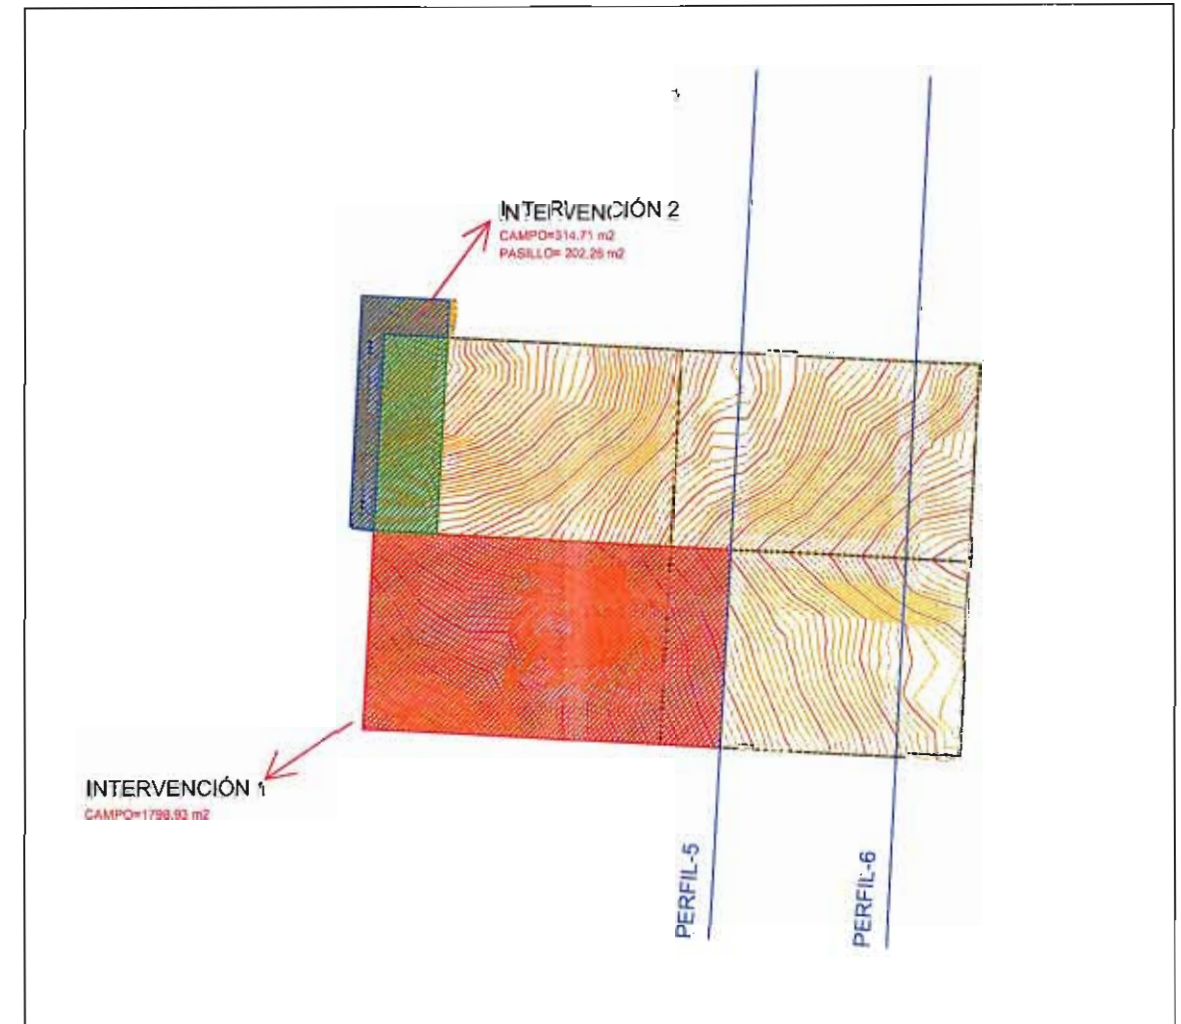 INTERVENCIÓN 2
CAMPO=314,71 m2
PASILLO= 202,26 m2
INTERVENCIÓN 1
CAMPO=1798,93 m2
PERFIL-5
PERFIL-6